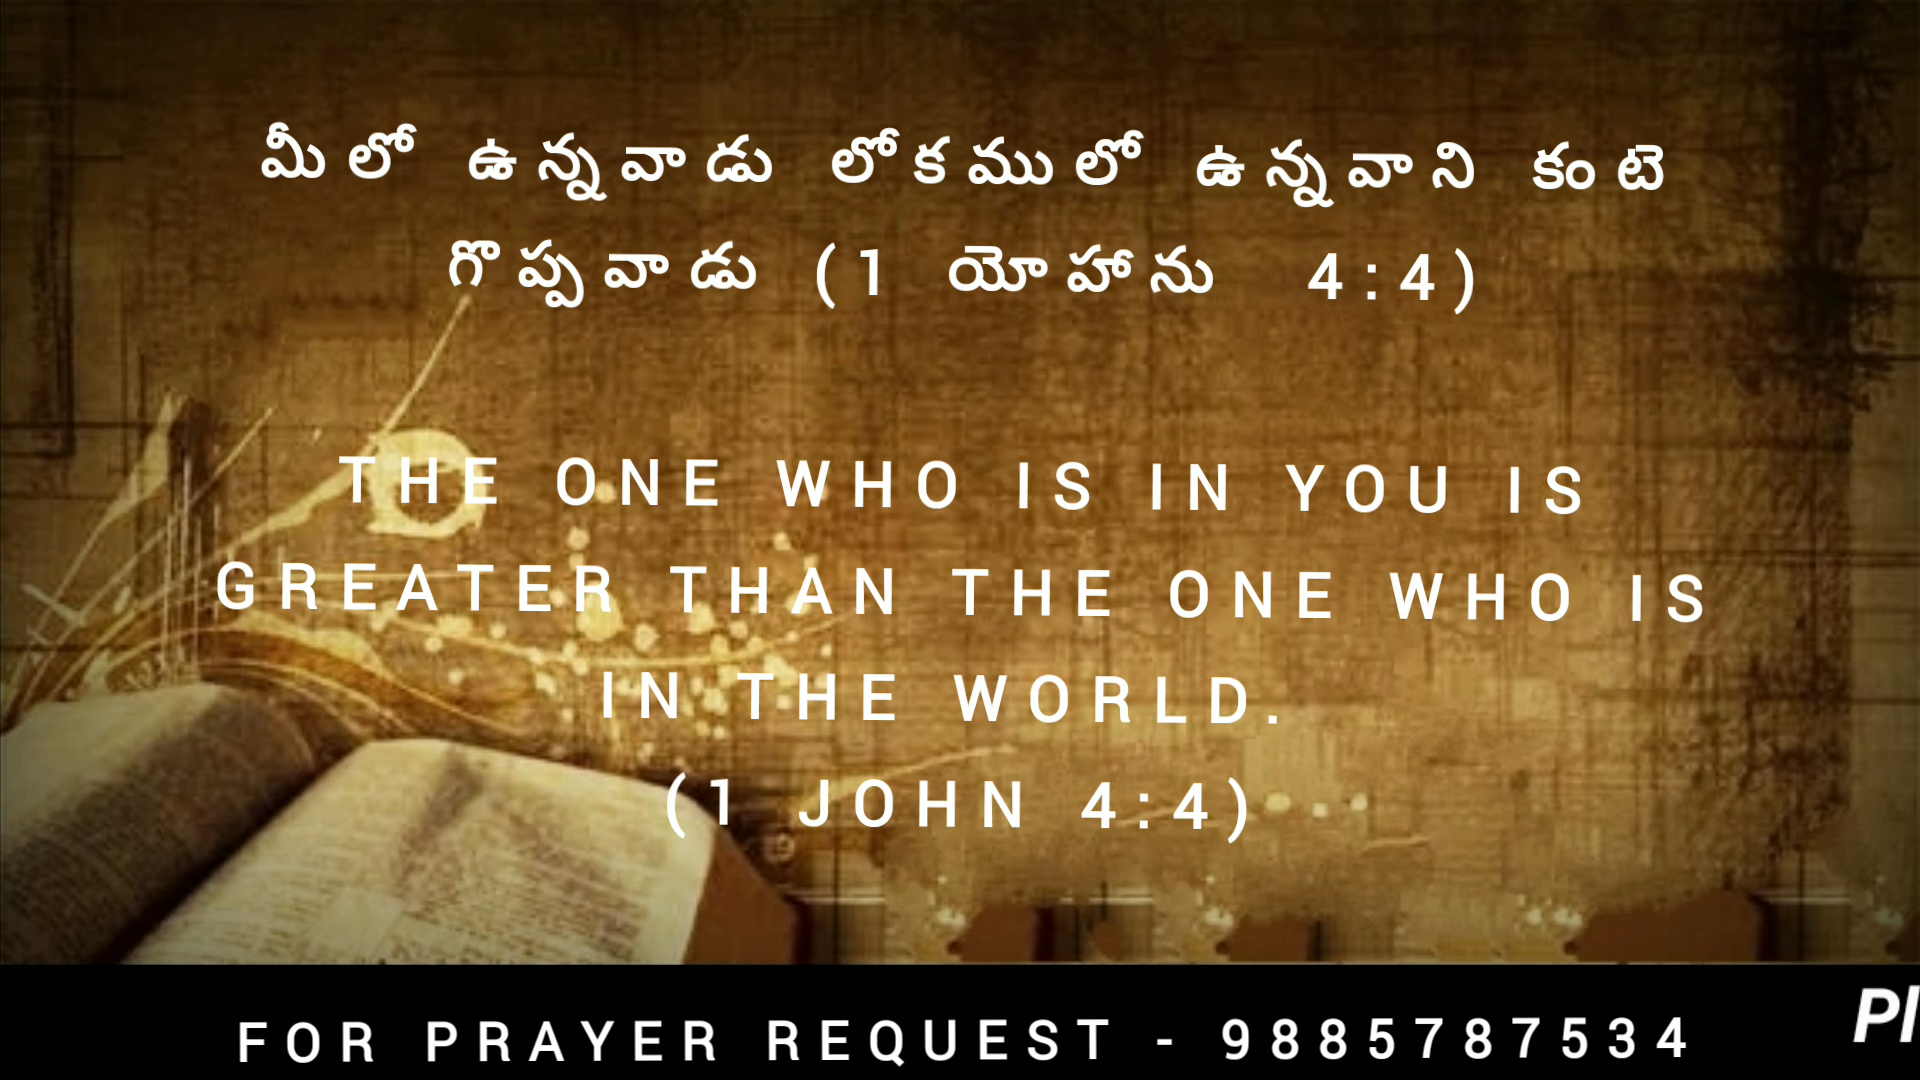 మీలో ఉన్నవాడు లోకములో ఉన్నవాని కంటె
గొప్పవాడు (1 యోహాను 4:4)
THE ONE WHO IS IN YOU IS
GREATER THAN THE ONE WHO IS
IN THE WORLD.
(1 JOHN 4:4)
FOR PRAYER REQUEST - 9885787534